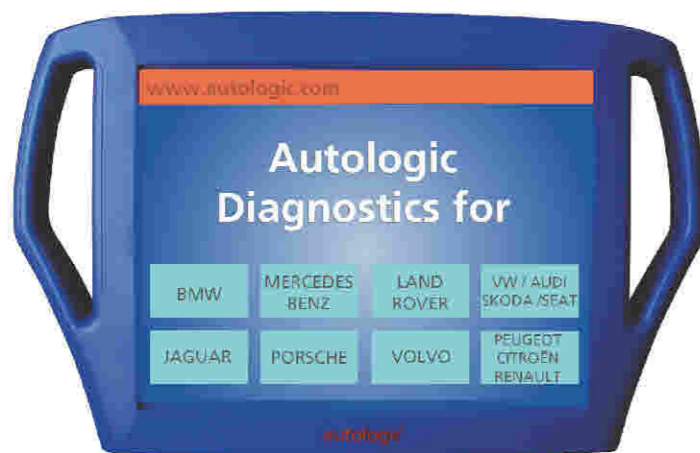 www.autologic.com
Autologic
Diagnostics for
BMW
MERCEDES
BENZ
LAND
ROVER
VW / AUDI
SKODA /SEAT
JAGUAR
PORSCHE
VOLVO
PEUGEOT
CITROËN
RENAULT
autologic